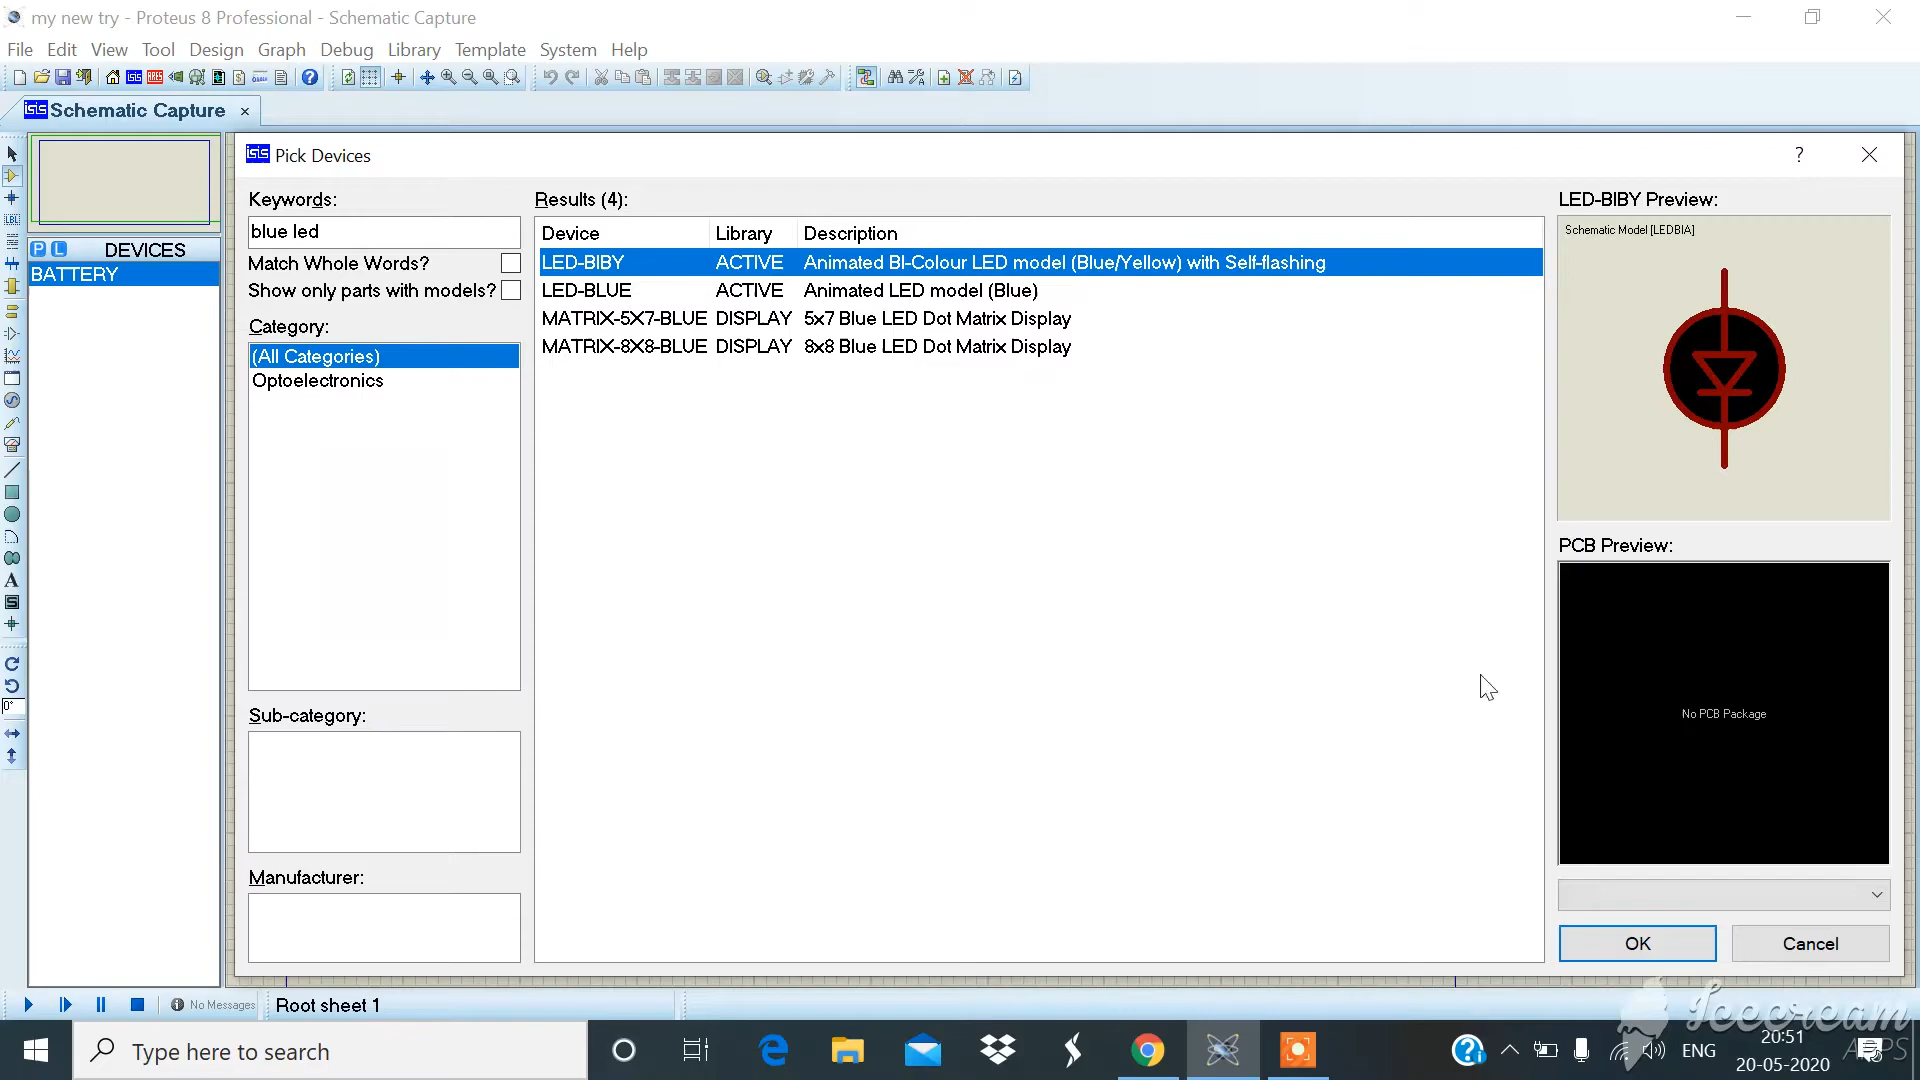 my new try - Proteus 8 Professional - Schematic Capture
File Edit View Tool Design Graph Debug Library Template System Help
isis Schematic Capture ×
isis Pick Devices ?
Keywords:
blue led
Match Whole Words?
Show only parts with models?
Category:
(All Categories)
Optoelectronics
Sub-category:
Manufacturer:
Results (4):
Device Library Description
LED-BIBY ACTIVE Animated BI-Colour LED model (Blue/Yellow) with Self-flashing
LED-BLUE ACTIVE Animated LED model (Blue)
MATRIX-5X7-BLUE DISPLAY 5x7 Blue LED Dot Matrix Display
MATRIX-8X8-BLUE DISPLAY 8x8 Blue LED Dot Matrix Display
LED-BIBY Preview:
Schematic Model [LEDBIA]
PCB Preview:
No PCB Package
OK Cancel
P L DEVICES
BATTERY
LBL
A
S
0°
No Messages
Root sheet 1
Type here to search
ENG
20:51
20-05-2020
Icecream
APPS